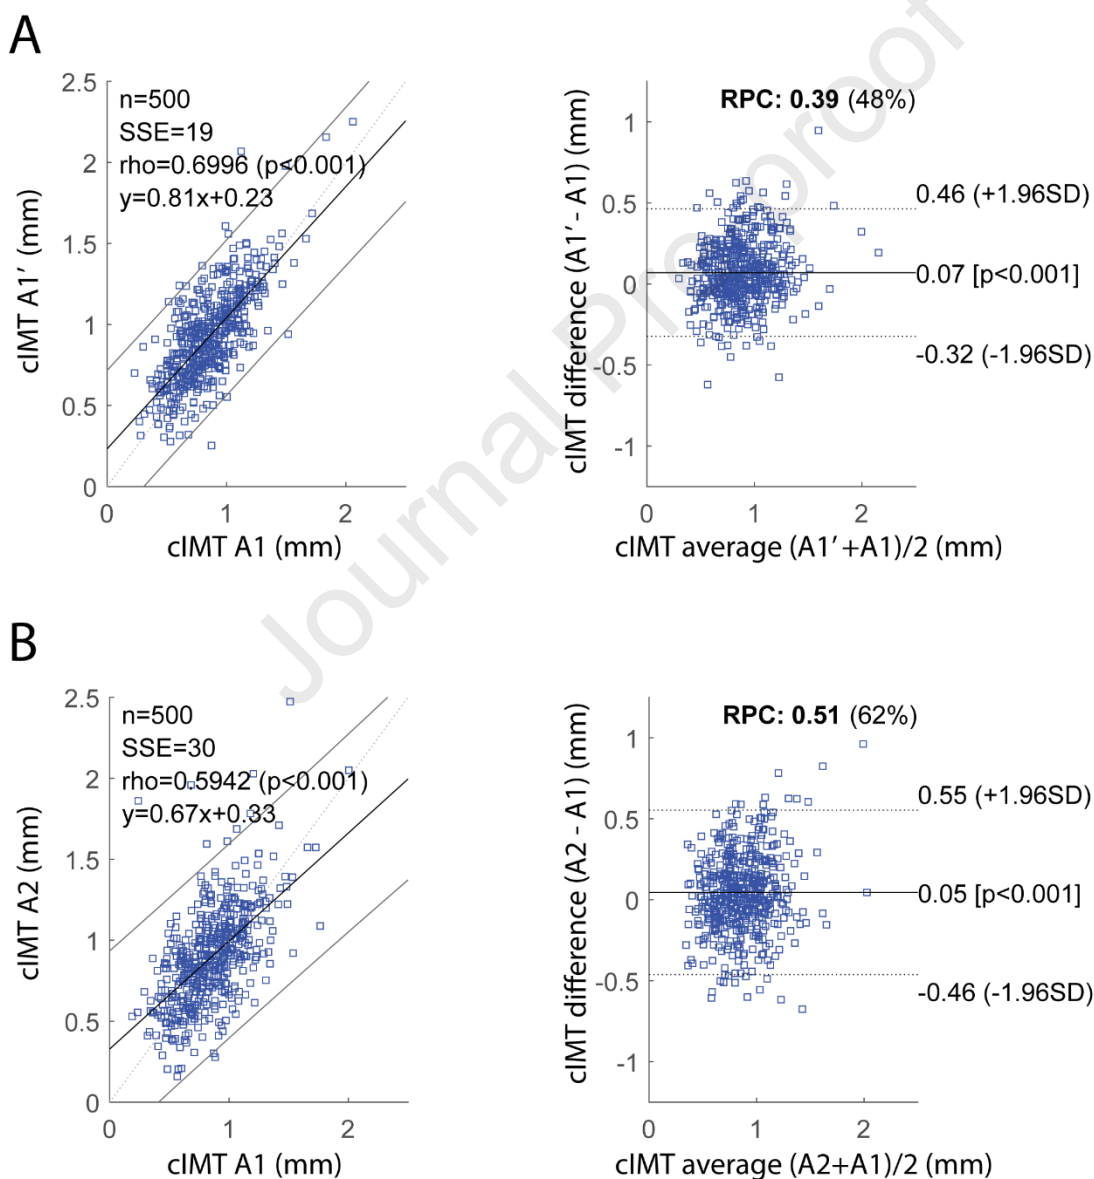 A
2.5
2
1.5
1
0.5
0
n=500
SSE=19
rho=0.6996 (p<0.001)
y=0.81x+0.23
cIMT A1′ (mm)
0
1
2
cIMT A1 (mm)
RPC: 0.39 (48%)
1
0.5
0
-0.5
-1
0.46 (+1.96SD)
0.07 [p<0.001]
-0.32 (-1.96SD)
cIMT difference (A1′ - A1) (mm)
0
1
2
cIMT average (A1′+A1)/2 (mm)
Journal Pre-proof
B
2.5
2
1.5
1
0.5
0
n=500
SSE=30
rho=0.5942 (p<0.001)
y=0.67x+0.33
cIMT A2 (mm)
0
1
2
cIMT A1 (mm)
RPC: 0.51 (62%)
1
0.5
0
-0.5
-1
0.55 (+1.96SD)
0.05 [p<0.001]
-0.46 (-1.96SD)
cIMT difference (A2 - A1) (mm)
0
1
2
cIMT average (A2+A1)/2 (mm)